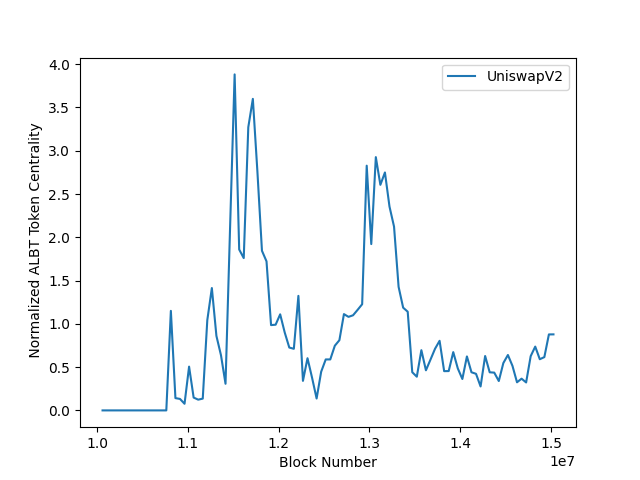 UniswapV2
Normalized ALBT Token Centrality
4.0
3.5
3.0
2.5
2.0
1.5
1.0
0.5
0.0
1.0 1.1 1.2 1.3 1.4 1.5
1e7
Block Number